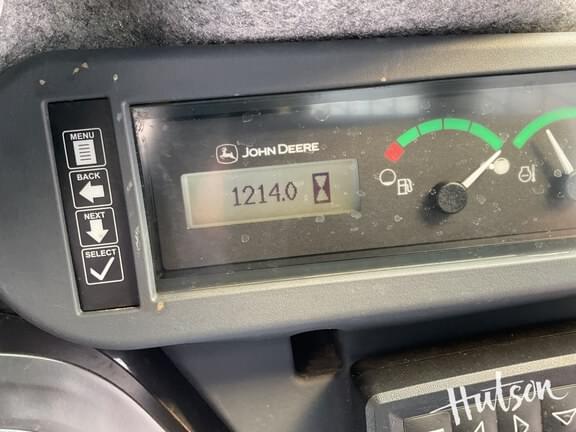 MENU
BACK
NEXT
SELECT
JOHN DEERE
1214.0
Hutson